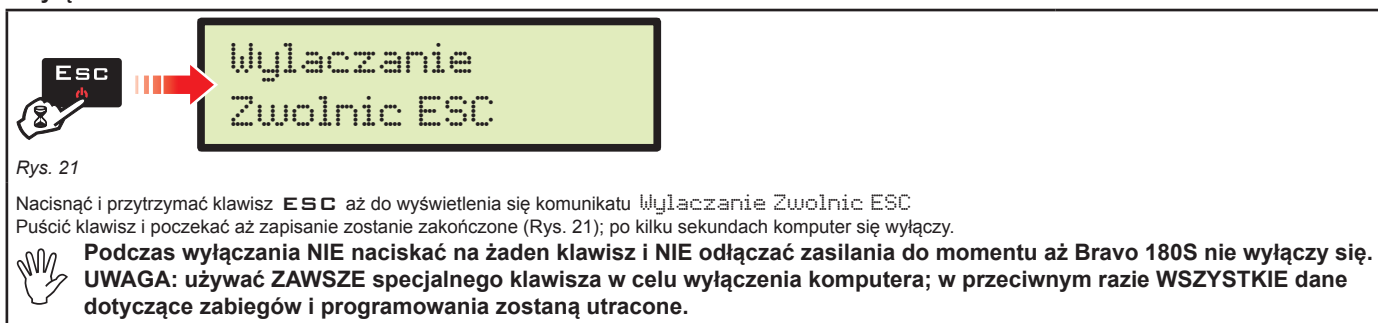 Esc
Wylaczanie
Zwolnic ESC
Rys. 21
Nacisnąć i przytrzymać klawisz ESC aż do wyświetlenia się komunikatu Wylaczanie Zwolnic ESC
Puścić klawisz i poczekać aż zapisanie zostanie zakończone (Rys. 21); po kilku sekundach komputer się wyłączy.
Podczas wyłączania NIE naciskać na żaden klawisz i NIE odłączać zasilania do momentu aż Bravo 180S nie wyłączy się.
UWAGA: używać ZAWSZE specjalnego klawisza w celu wyłączenia komputera; w przeciwnym razie WSZYSTKIE dane
dotyczące zabiegów i programowania zostaną utracone.